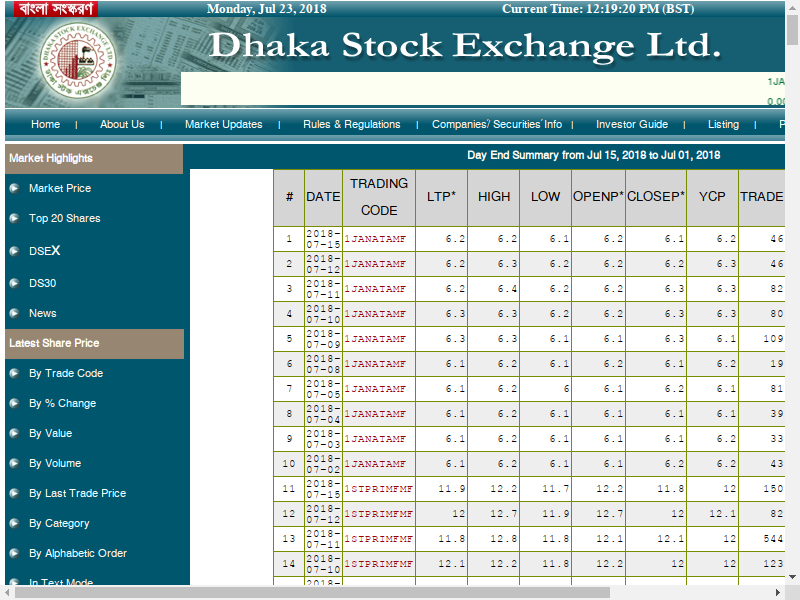 বাংলা সংস্করণ
Monday, Jul 23, 2018
Current Time: 12:19:20 PM (BST)
Dhaka Stock Exchange Ltd.
DHAKA STOCK EXCHANGE LTD.
1JA
0.0
Home | About Us | Market Updates | Rules & Regulations | Companies'/ Securities' Info | Investor Guide | Listing | P
Market Highlights
Market Price
Top 20 Shares
DSEX
DS30
News
Latest Share Price
By Trade Code
By % Change
By Value
By Volume
By Last Trade Price
By Category
By Alphabetic Order
In Text Mode
Day End Summary from Jul 15, 2018 to Jul 01, 2018
# DATE TRADING CODE LTP* HIGH LOW OPENP* CLOSEP* YCP TRADE
1 2018-07-15 1JANATAMF 6.2 6.2 6.1 6.2 6.1 6.2 46
2 2018-07-12 1JANATAMF 6.2 6.3 6.2 6.2 6.2 6.3 46
3 2018-07-11 1JANATAMF 6.2 6.4 6.2 6.2 6.3 6.3 82
4 2018-07-10 1JANATAMF 6.3 6.3 6.2 6.2 6.3 6.3 80
5 2018-07-09 1JANATAMF 6.3 6.3 6.1 6.1 6.3 6.1 109
6 2018-07-08 1JANATAMF 6.1 6.2 6.1 6.2 6.1 6.2 19
7 2018-07-05 1JANATAMF 6.1 6.2 6 6.1 6.2 6.1 81
8 2018-07-04 1JANATAMF 6.1 6.2 6.1 6.1 6.1 6.1 39
9 2018-07-03 1JANATAMF 6.1 6.2 6.1 6.1 6.1 6.2 33
10 2018-07-02 1JANATAMF 6.1 6.2 6.1 6.1 6.2 6.2 43
11 2018-07-15 1STPRIMFMF 11.9 12.2 11.7 12.2 11.8 12 150
12 2018-07-12 1STPRIMFMF 12 12.7 11.9 12.7 12 12.1 82
13 2018-07-11 1STPRIMFMF 11.8 12.8 11.8 12.1 12.1 12 544
14 2018-07-10 1STPRIMFMF 12.1 12.2 11.8 12.2 12 12 123
2018-